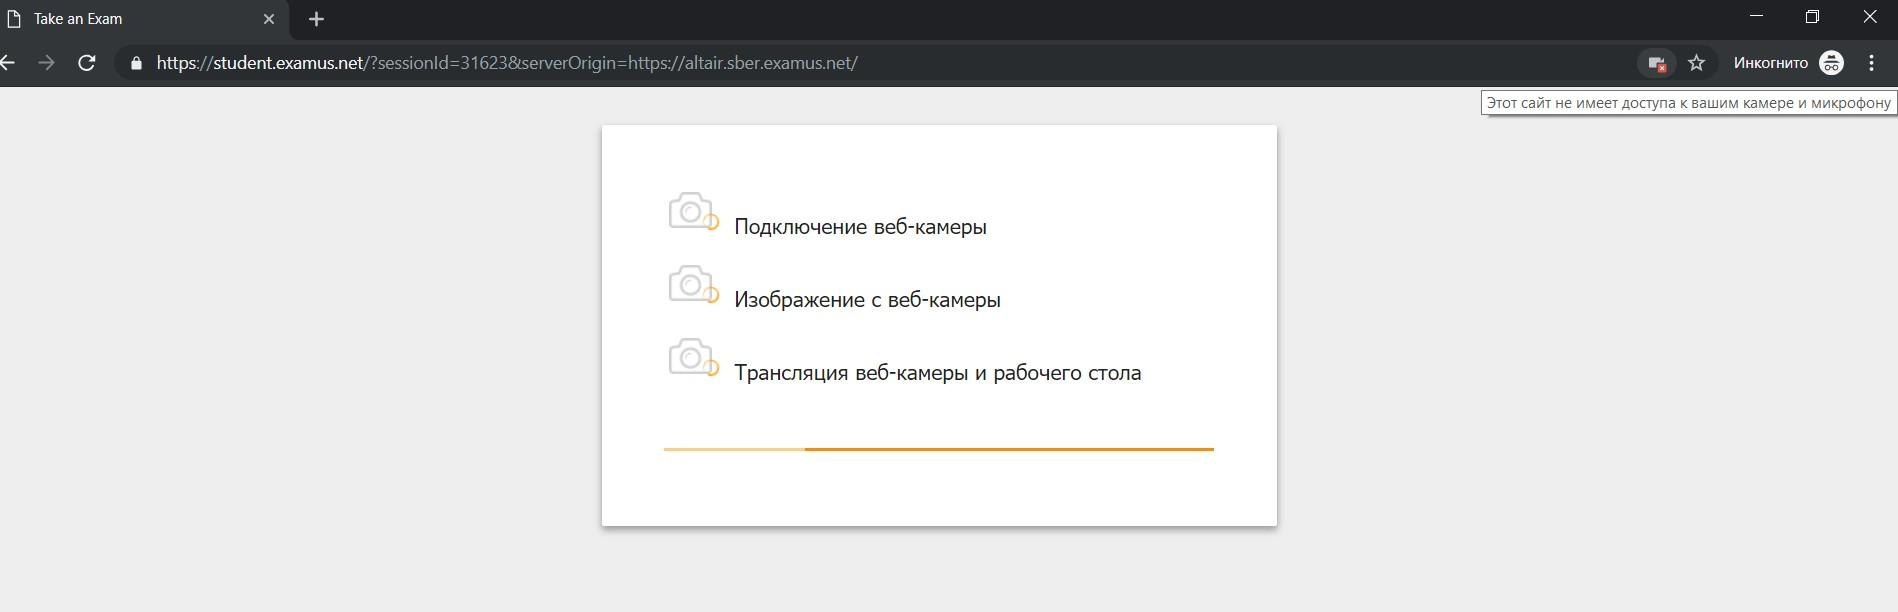 Take an Exam
https://student.examus.net/?sessionId=31623&serverOrigin=https://altair.sber.examus.net/
Инкогнито
Этот сайт не имеет доступа к вашим камере и микрофону
Подключение веб-камеры
Изображение с веб-камеры
Трансляция веб-камеры и рабочего стола